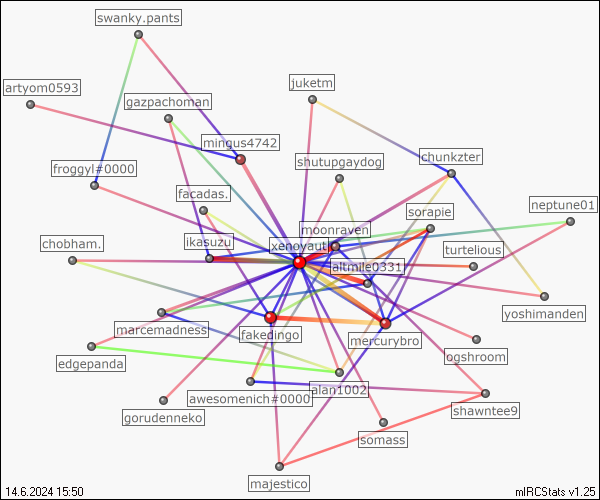 swanky.pants
artyom0593
juketm
gazpachoman
mingus4742
froggyl#0000
shutupgaydog
chunkzter
facadas.
neptune01
sorapie
moonraven
ikasuzu
xenoyauti
chobham.
turtelious
altmile0331
yoshimanden
marcemadness
fakedingo
mercurybro
ogshroom
edgepanda
alan1002
awesomenich#0000
gorudenneko
shawntee9
somass
majestico
14.6.2024 15:50
mIRCStats v1.25